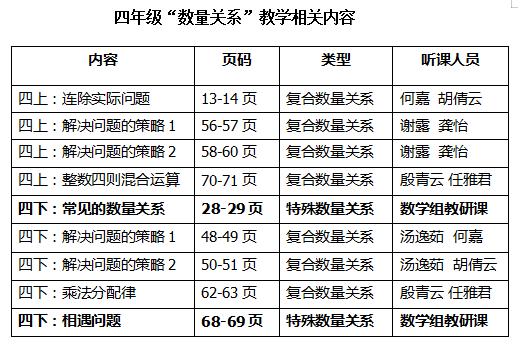 四年级“数量关系”教学相关内容
内容 页码 类型 听课人员
四上：连除实际问题 13-14 页 复合数量关系 何嘉 胡倩云
四上：解决问题的策略 1 56-57 页 复合数量关系 谢露 龚怡
四上：解决问题的策略 2 58-60 页 复合数量关系 谢露 龚怡
四上：整数四则混合运算 70-71 页 复合数量关系 殷青云 任雅君
四下：常见的数量关系 28-29 页 特殊数量关系 数学组教研课
四下：解决问题的策略 1 48-49 页 复合数量关系 汤逸茹 何嘉
四下：解决问题的策略 2 50-51 页 复合数量关系 汤逸茹 胡倩云
四下：乘法分配律 62-63 页 复合数量关系 殷青云 任雅君
四下：相遇问题 68-69 页 特殊数量关系 数学组教研课